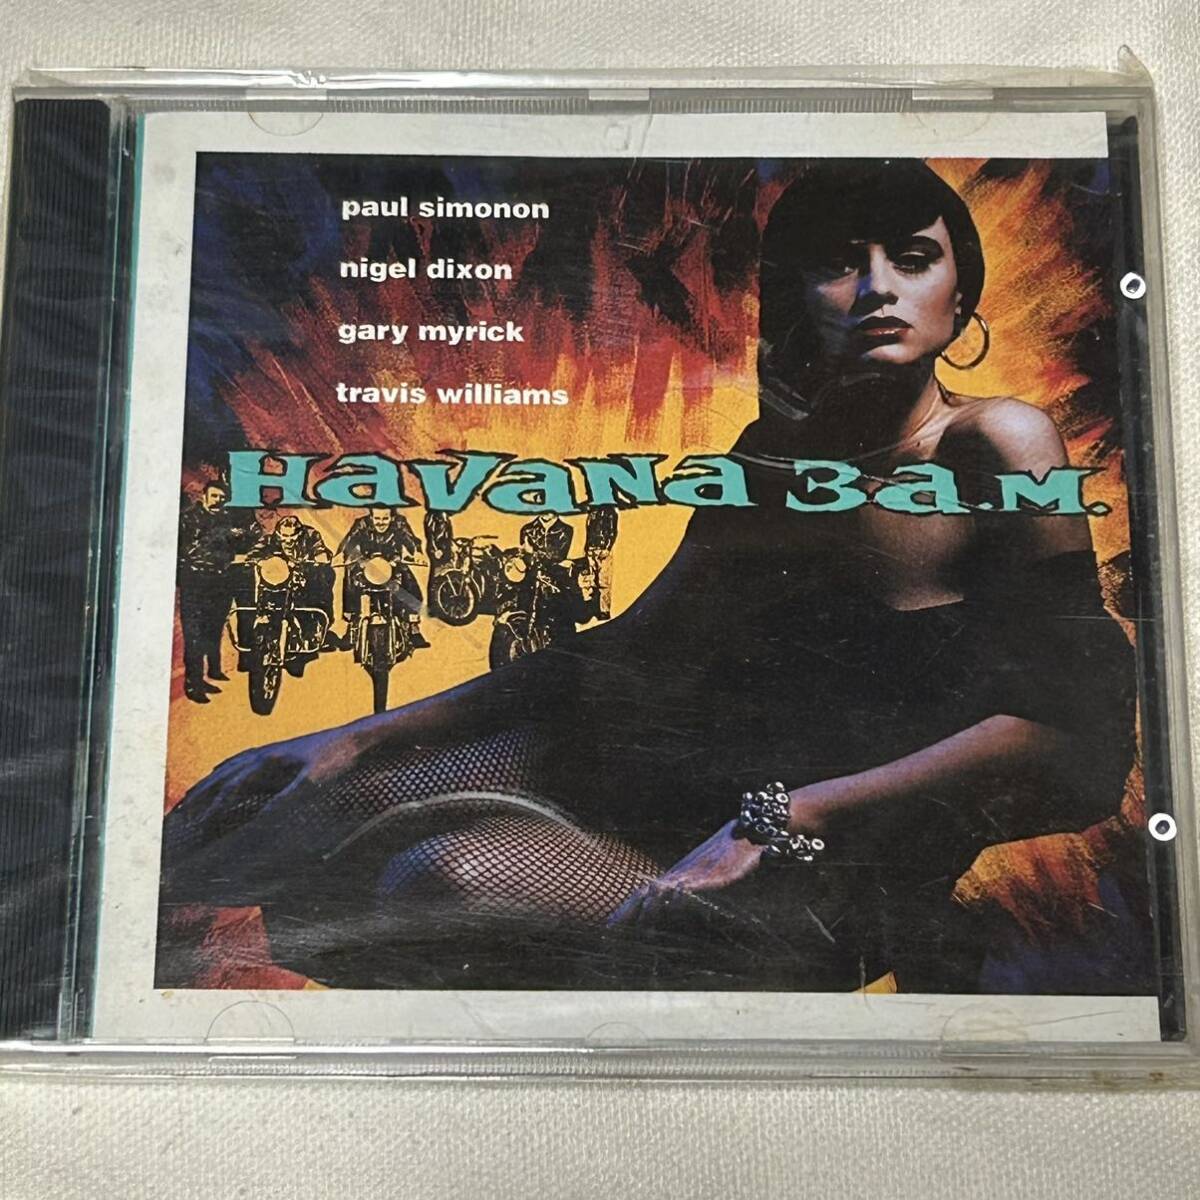 paul simonon
nigel dixon
gary myrick
travis williams
Havana 3a.m.